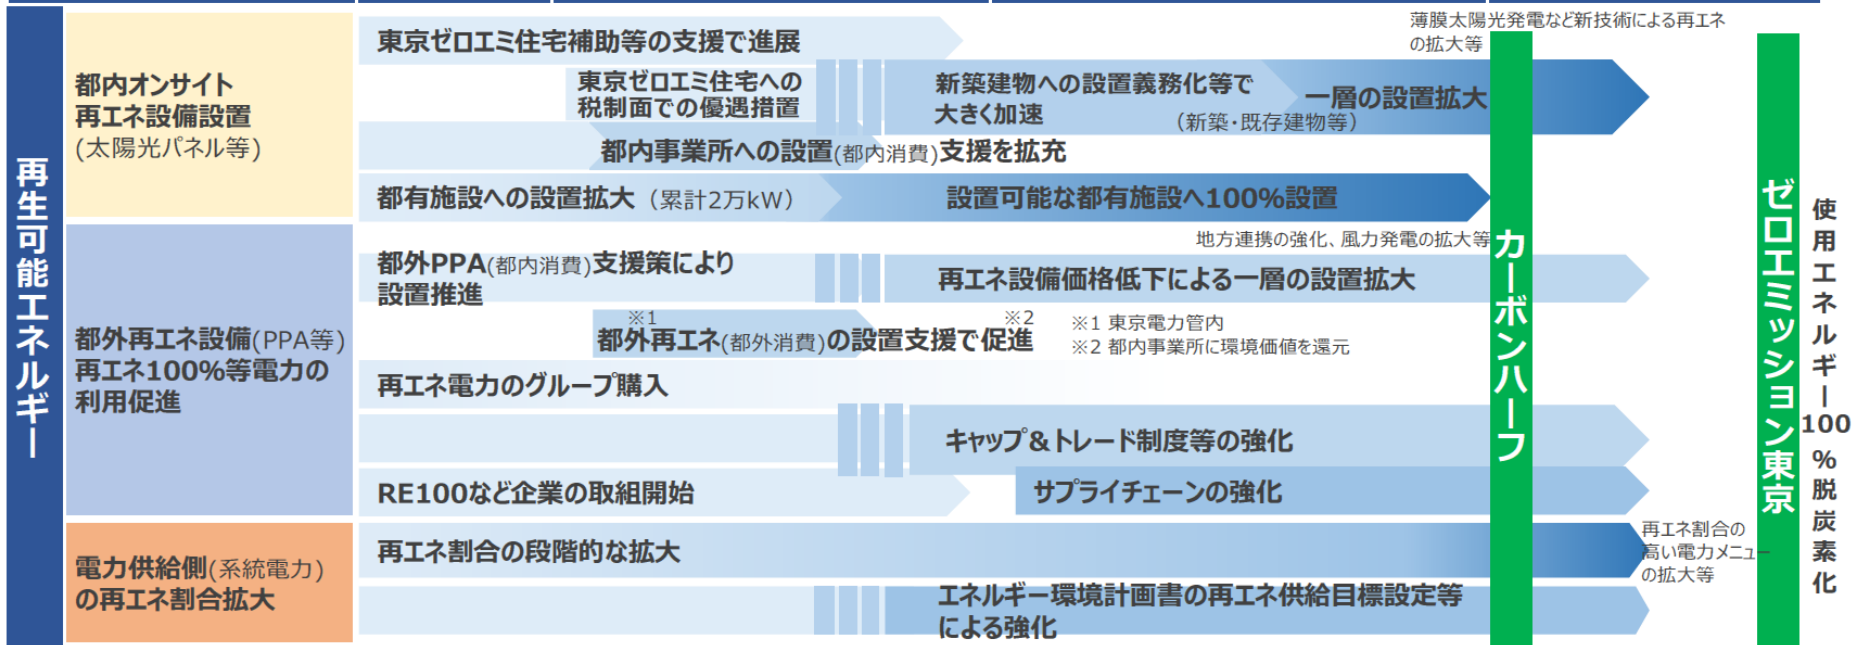 再生可能エネルギー
都内オンサイト
再エネ設備設置
(太陽光パネル等)
東京ゼロエミ住宅補助等の支援で進展
東京ゼロエミ住宅への
税制面での優遇措置
新築建物への設置義務化等で
大きく加速
(新築・既存建物等)
一層の設置拡大
薄膜太陽光発電など新技術による再エネ
の拡大等
都内事業所への設置(都内消費)支援を拡充
都有施設への設置拡大(累計2万kW)
設置可能な都有施設へ100%設置
都外再エネ設備(PPA等)
再エネ100%等電力の
利用促進
地方連携の強化、風力発電の拡大等
都外PPA(都内消費)支援策により
設置推進
再エネ設備価格低下による一層の設置拡大
※1
※2
都外再エネ(都外消費)の設置支援で促進
※1 東京電力管内
※2 都内事業所に環境価値を還元
再エネ電力のグループ購入
キャップ&トレード制度等の強化
RE100など企業の取組開始
サプライチェーンの強化
電力供給側(系統電力)
の再エネ割合拡大
再エネ割合の段階的な拡大
再エネ割合の
高い電力メニュー
の拡大等
エネルギー環境計画書の再エネ供給目標設定等
による強化
カーボンハーフ
ゼロエミッション東京
使用エネルギー100%脱炭素化